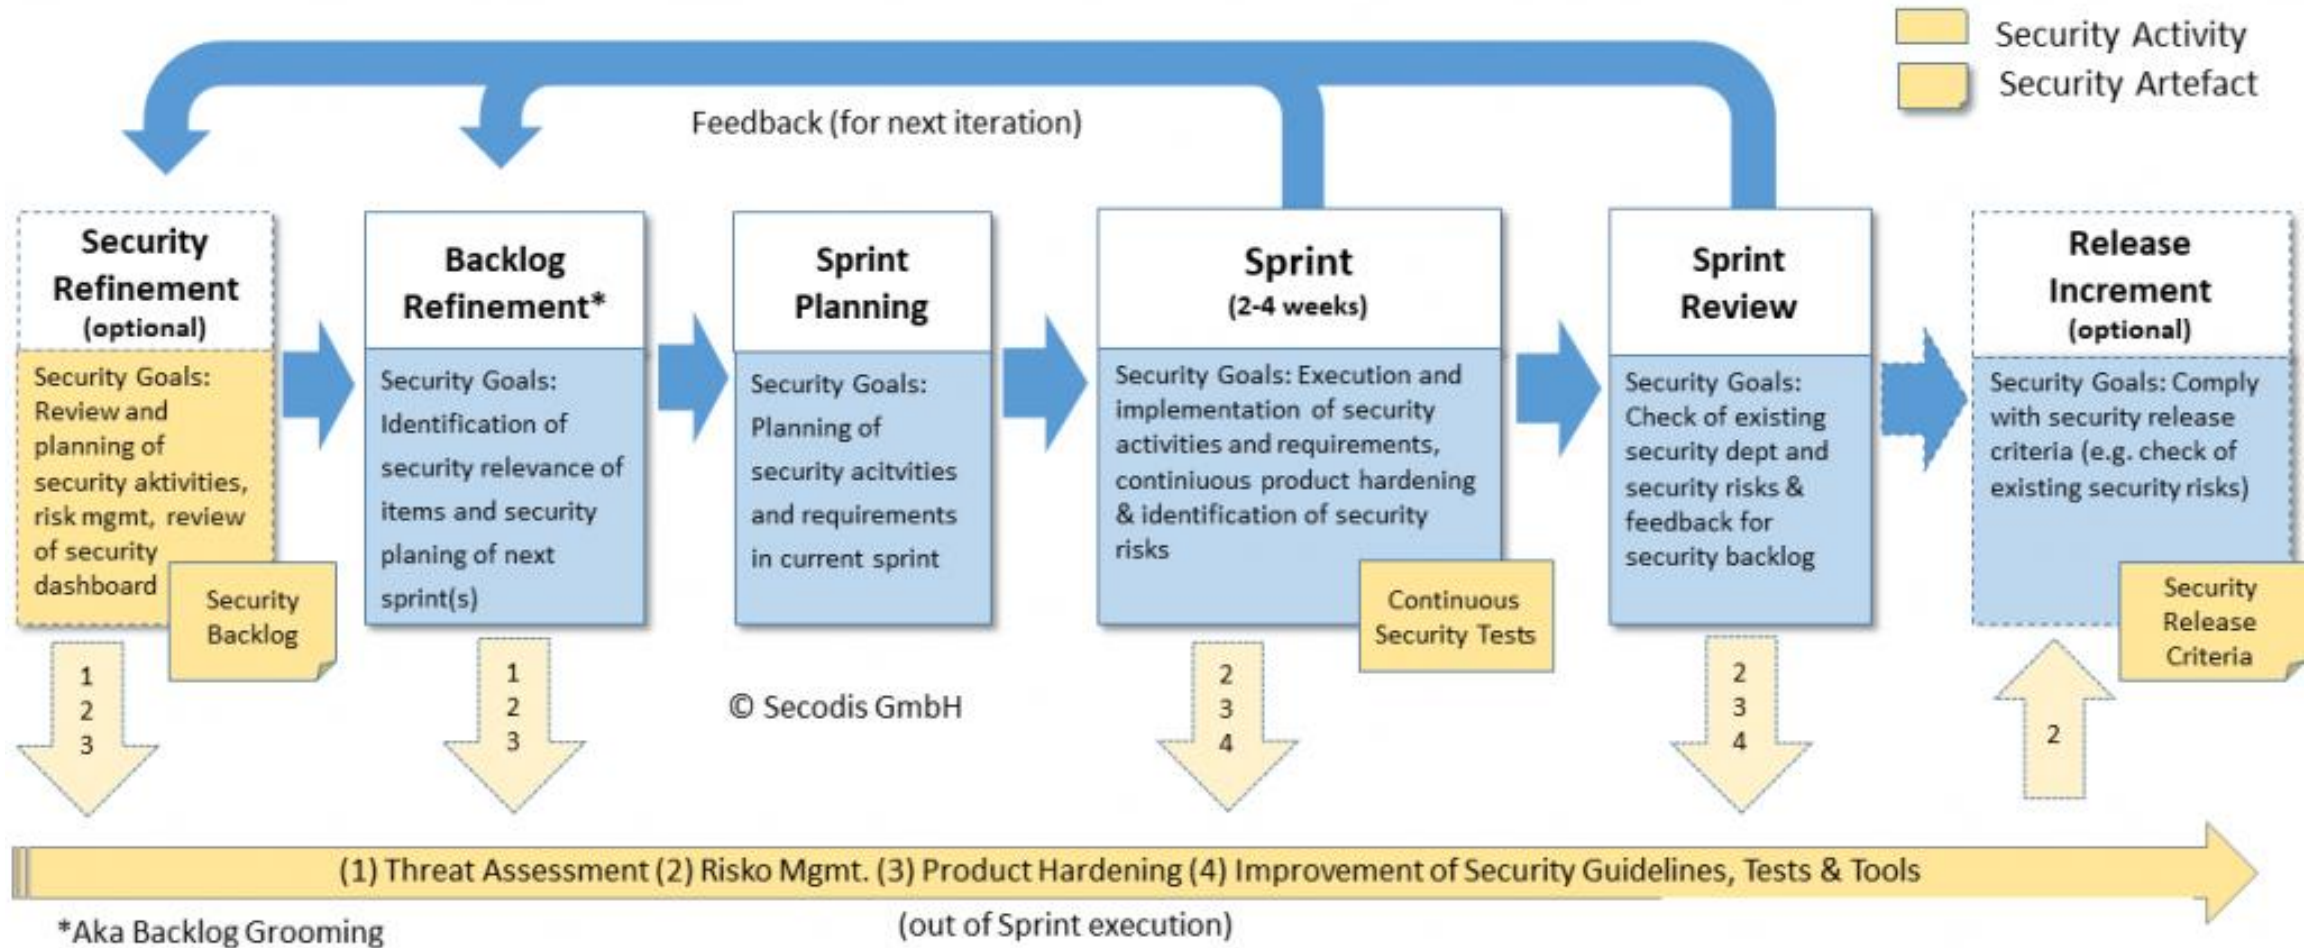 Security Activity
Security Artefact
Feedback (for next iteration)
Security
Refinement
(optional)
Security Goals:
Review and
planning of
security aktivities,
risk mgmt, review
of security
dashboard
Security
Backlog
1
2
3
Backlog
Refinement*
Security Goals:
Identification of
security relevance of
items and security
planing of next
sprint(s)
1
2
3
Sprint
Planning
Security Goals:
Planning of
security acitvities
and requirements
in current sprint
© Secodis GmbH
Sprint
(2-4 weeks)
Security Goals: Execution and
implementation of security
activities and requirements,
continiuous product hardening
& identification of security
risks
Continuous
Security Tests
2
3
4
Sprint
Review
Security Goals:
Check of existing
security dept and
security risks &
feedback for
security backlog
2
3
4
Release
Increment
(optional)
Security Goals: Comply
with security release
criteria (e.g. check of
existing security risks)
Security
Release
Criteria
2
(1) Threat Assessment (2) Risko Mgmt. (3) Product Hardening (4) Improvement of Security Guidelines, Tests & Tools
*Aka Backlog Grooming
(out of Sprint execution)